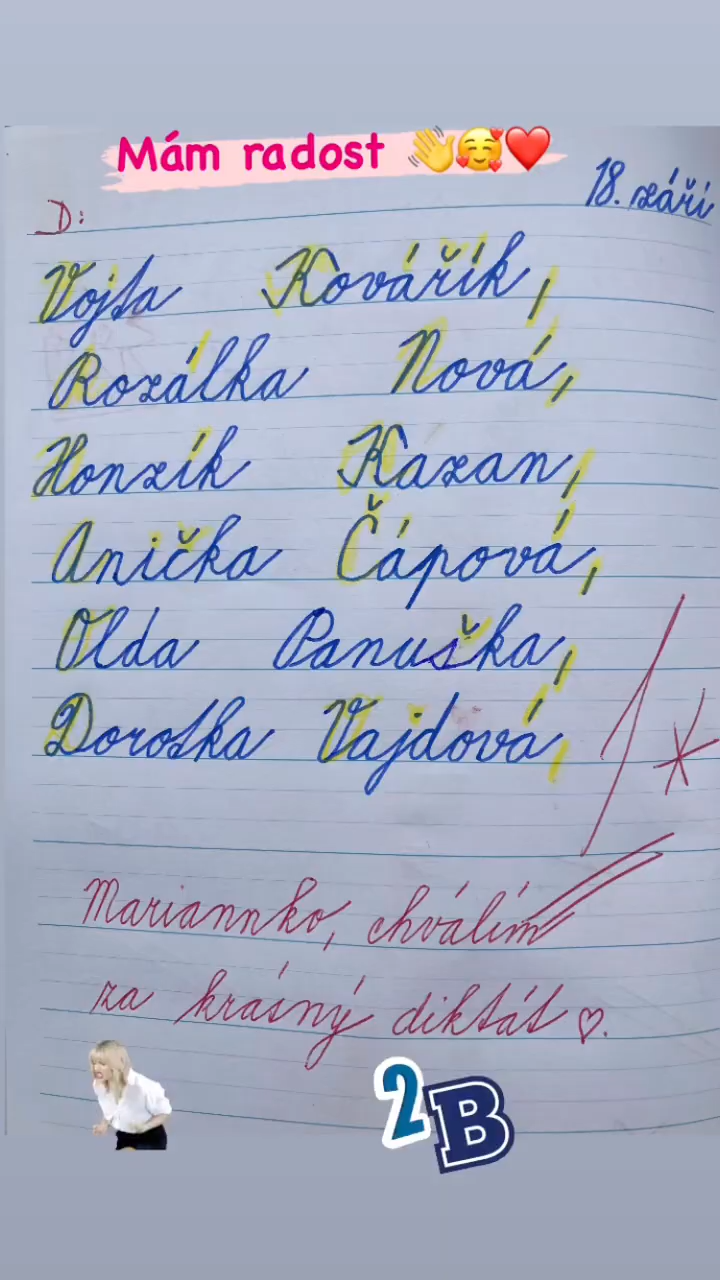 Mám radost 👋🥰❤️
18. září
D:
Vojta Kovářík,
Rozálka Nová,
Honzík Kazan,
Anička Čápová,
Olda Panuška,
Dorotka Vajdová,
1*
Mariannko, chválím
za krásný diktát ♡.
2B